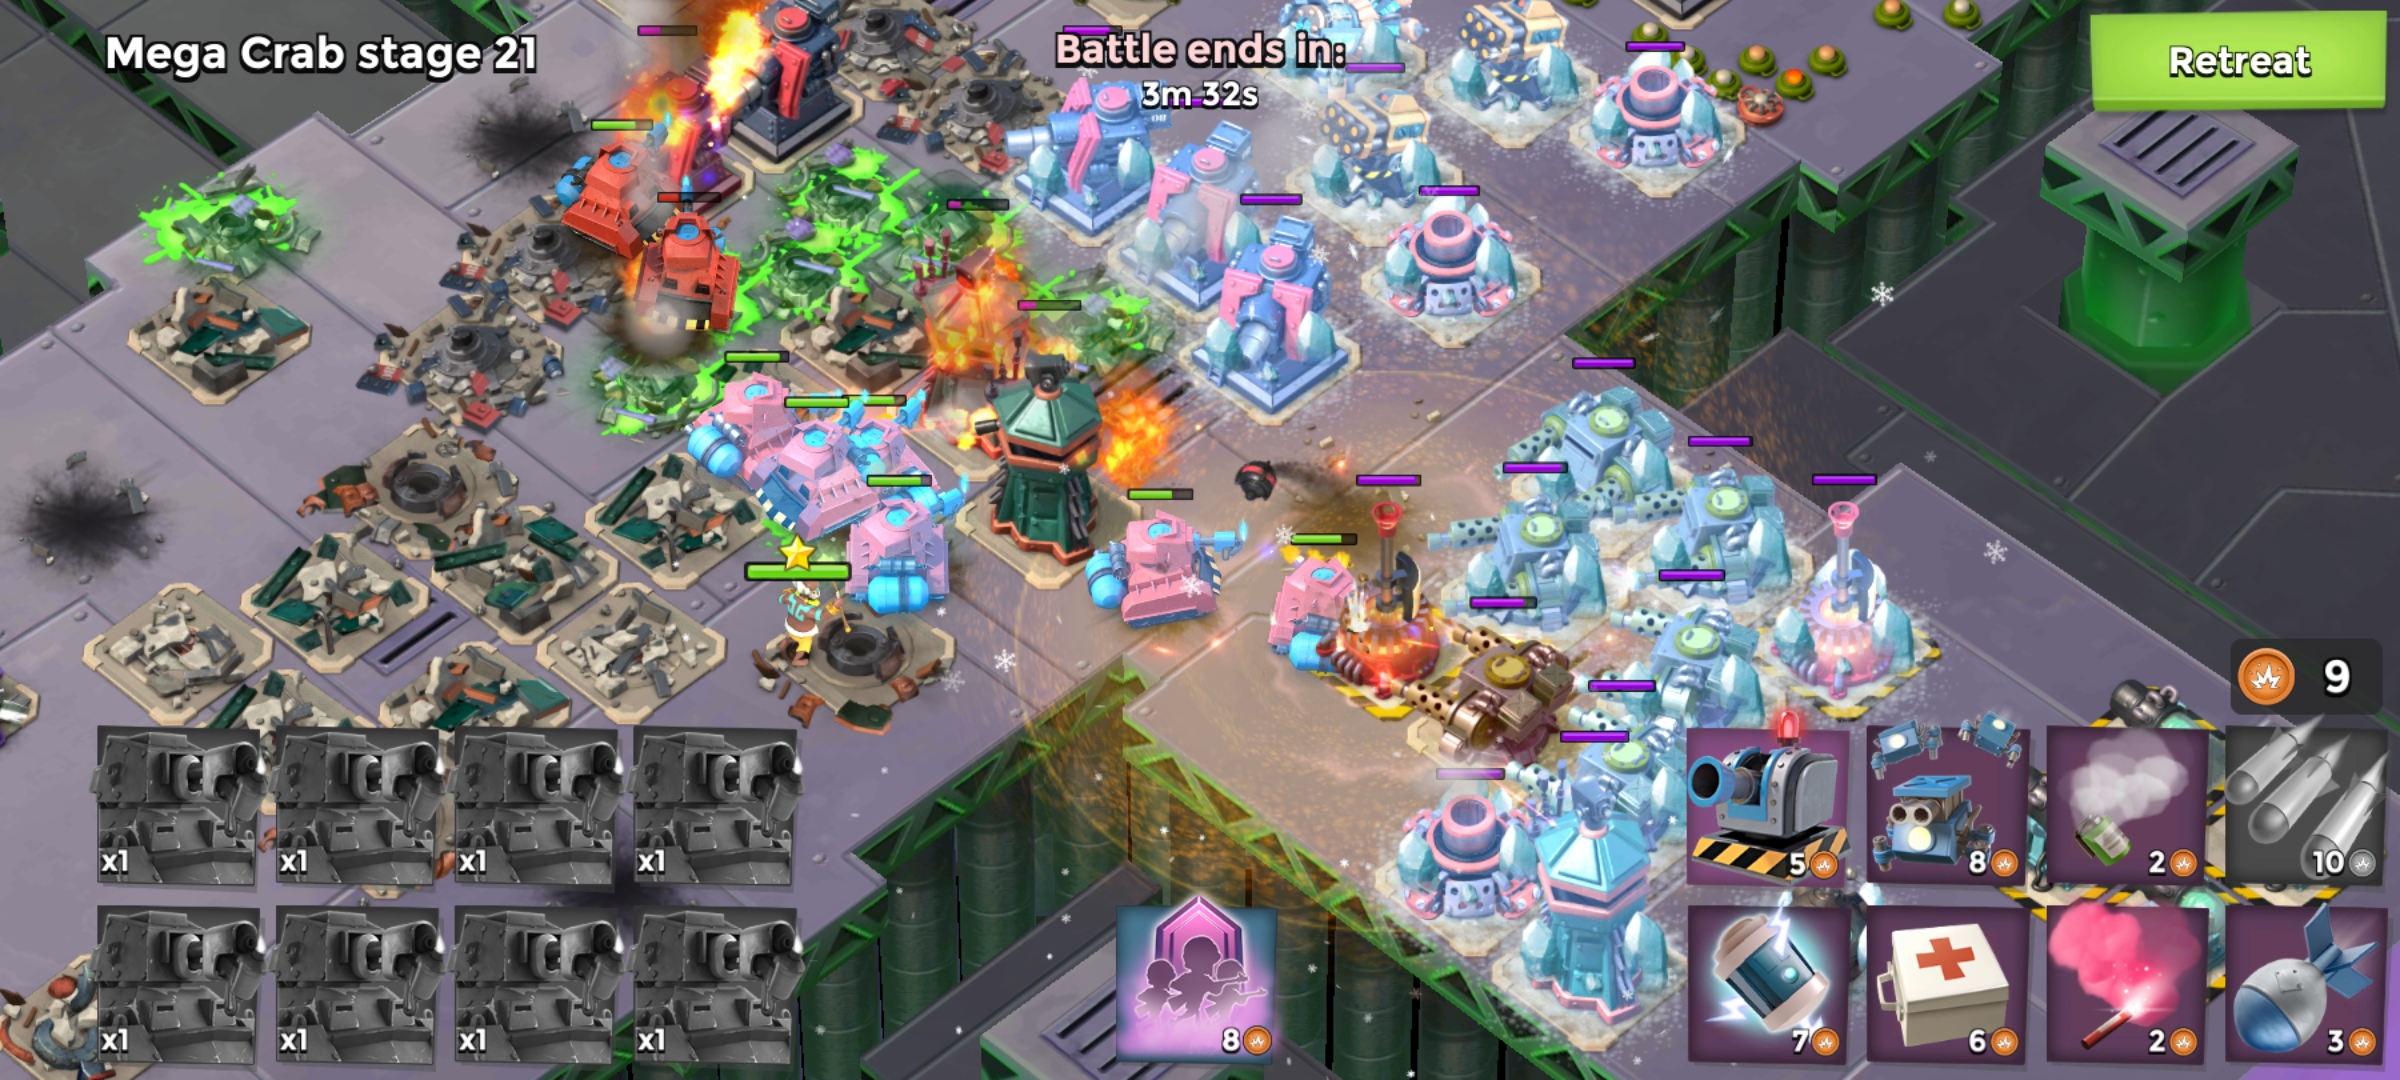 Mega Crab stage 21
Battle ends in:
3m 32s
Retreat
9
x1
x1
x1
x1
5
8
2
10
x1
x1
x1
x1
8
7
6
2
3